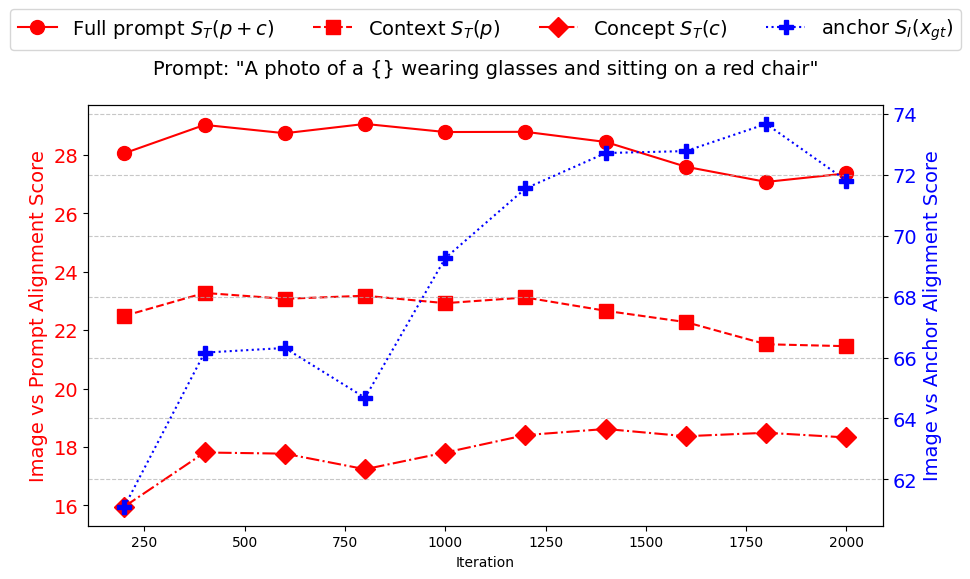 Full prompt S_T(p + c) Context S_T(p) Concept S_T(c) anchor S_I(x_gt)
Prompt: "A photo of a {} wearing glasses and sitting on a red chair"
Image vs Prompt Alignment Score
28
26
24
22
20
18
16
74
72
70
68
66
64
62
Image vs Anchor Alignment Score
250 500 750 1000 1250 1500 1750 2000
Iteration